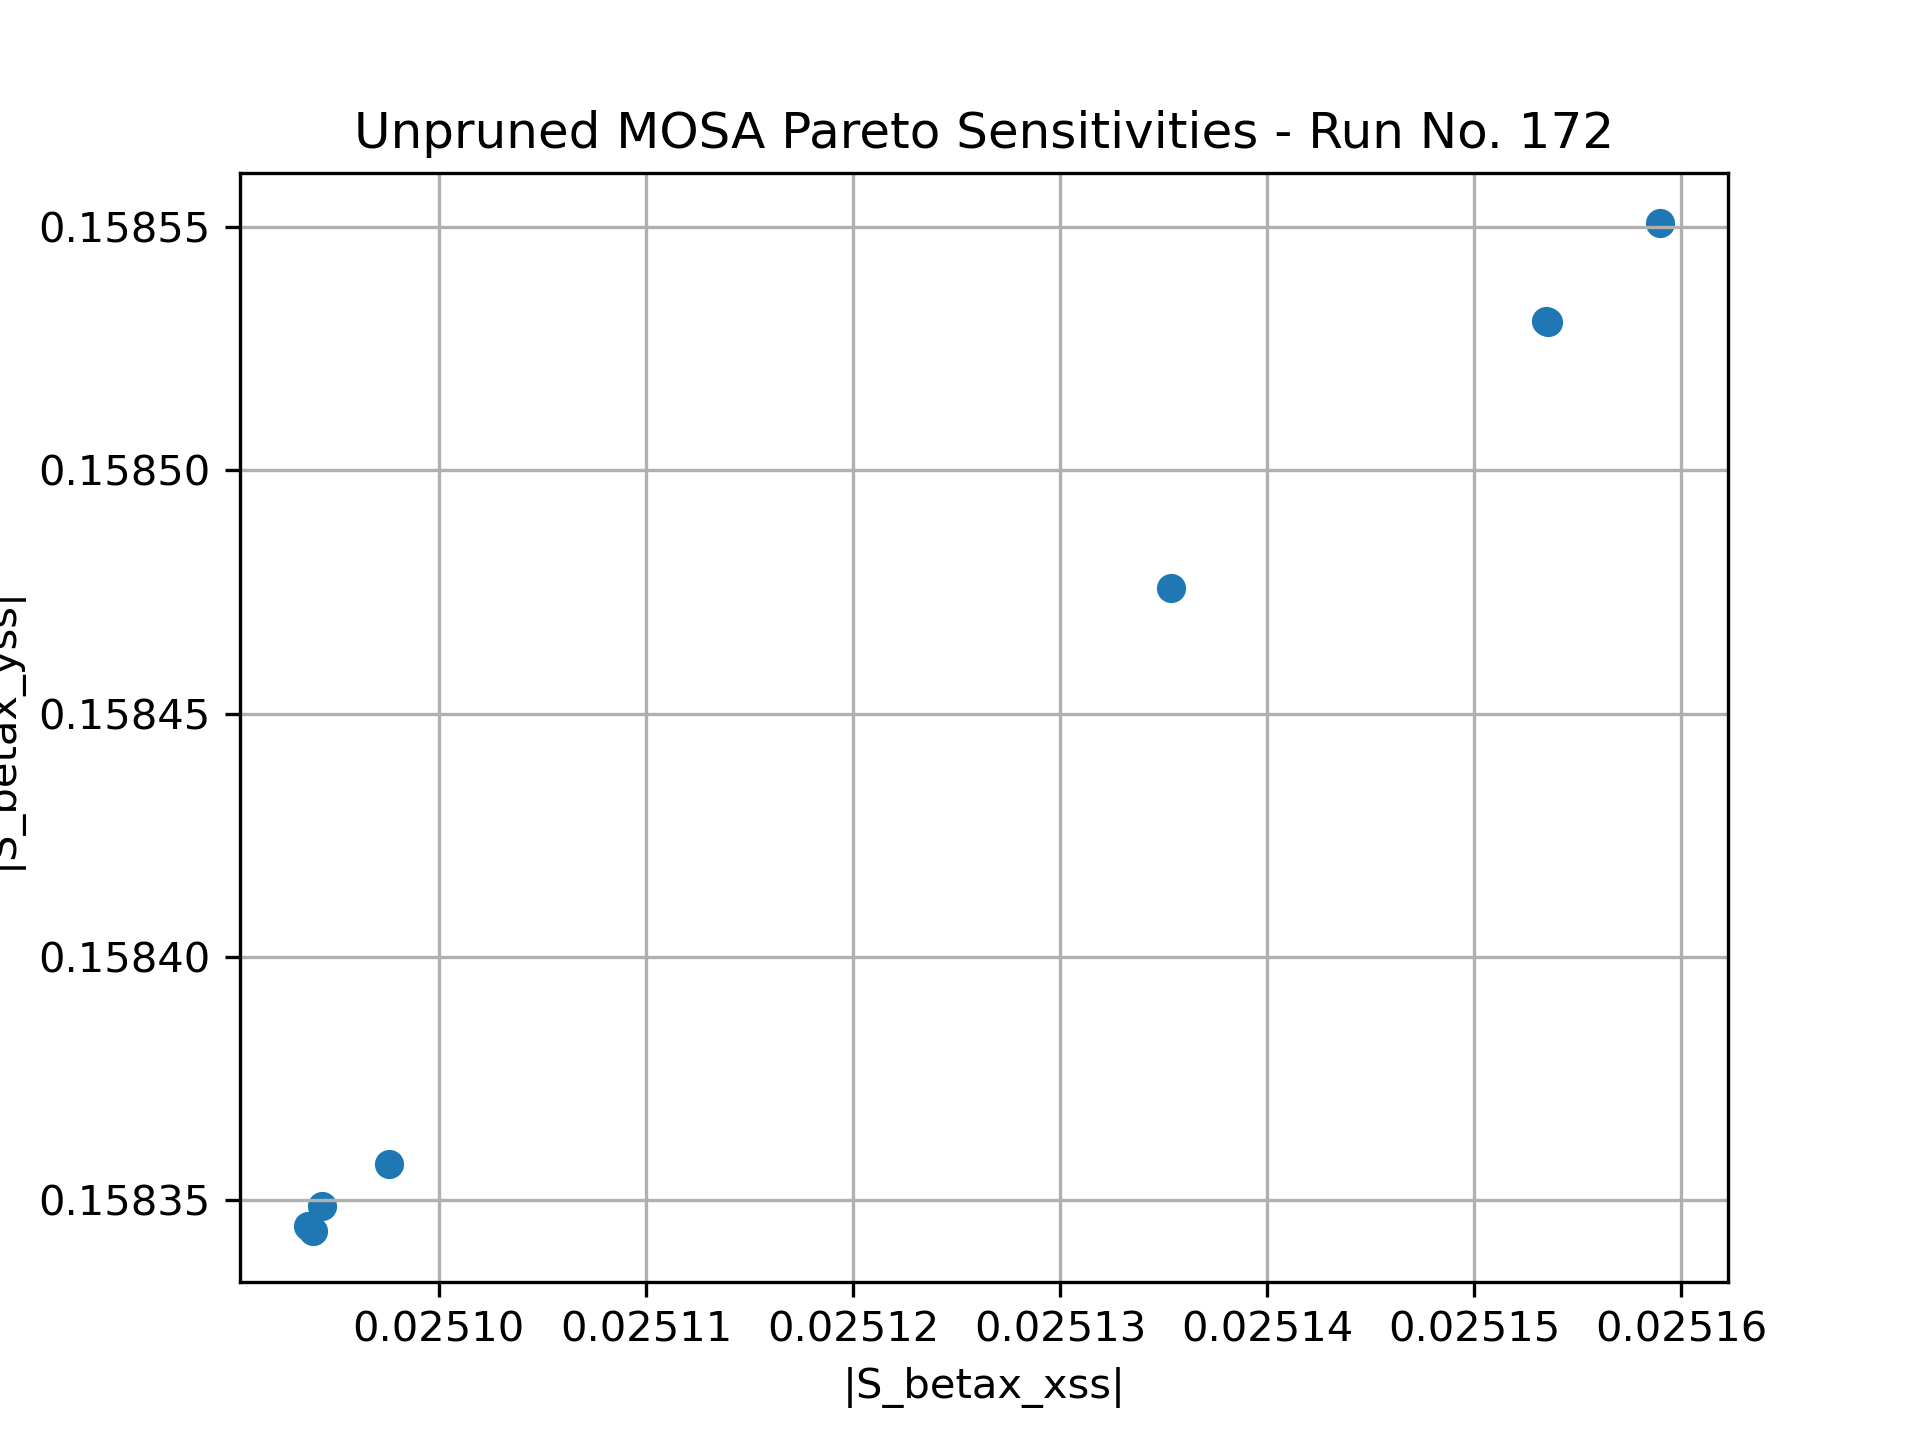 Unpruned MOSA Pareto Sensitivities - Run No. 172
0.15855
0.15850
0.15845
0.15840
0.15835
|S_betax_yss|
0.02510 0.02511 0.02512 0.02513 0.02514 0.02515 0.02516
|S_betax_xss|